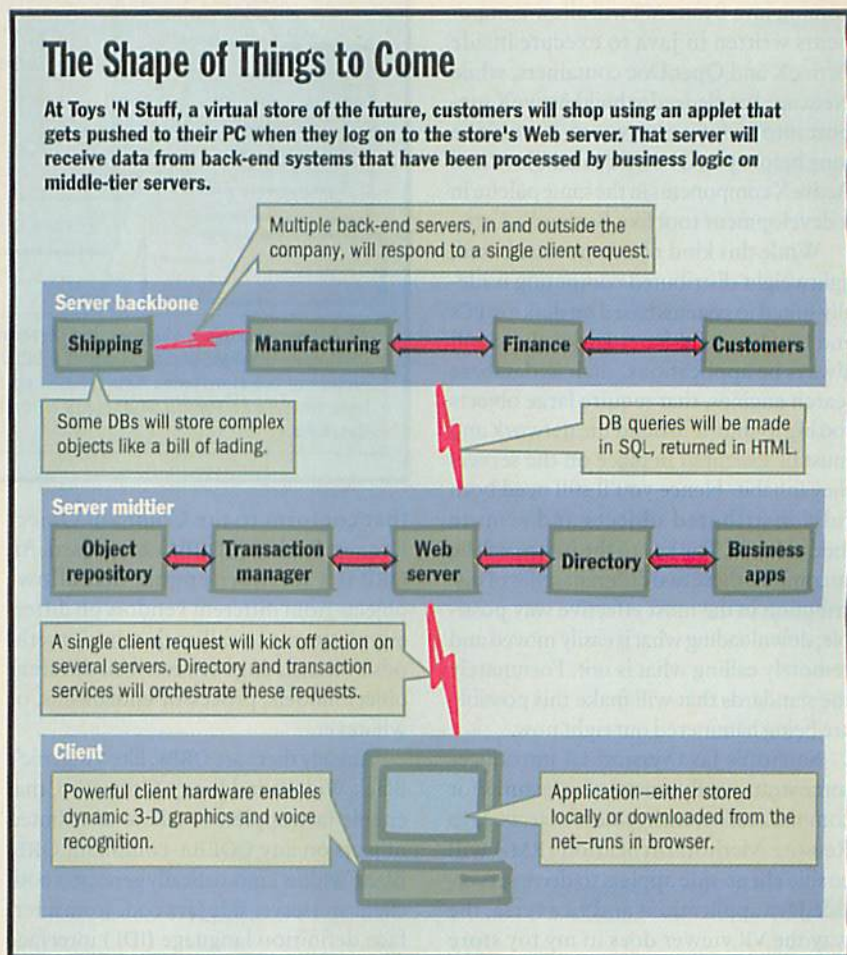 The Shape of Things to Come
At Toys 'N Stuff, a virtual store of the future, customers will shop using an applet that
gets pushed to their PC when they log on to the store's Web server. That server will
receive data from back-end systems that have been processed by business logic on
middle-tier servers.
Multiple back-end servers, in and outside the
company, will respond to a single client request.
Server backbone
Shipping
Manufacturing
Finance
Customers
Some DBs will store complex
objects like a bill of lading.
DB queries will be made
in SQL, returned in HTML.
Server midtier
Object
repository
Transaction
manager
Web
server
Directory
Business
apps
A single client request will kick off action on
several servers. Directory and transaction
services will orchestrate these requests.
Client
Powerful client hardware enables
dynamic 3-D graphics and voice
recognition.
Application—either stored
locally or downloaded from the
net—runs in browser.